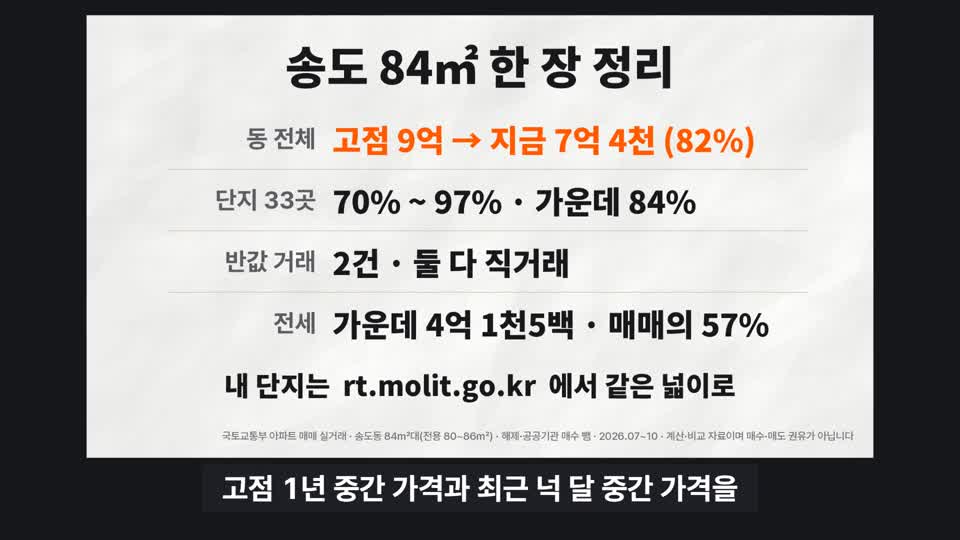 송도 84㎡ 한 장 정리
동 전체 고점 9억 → 지금 7억 4천 (82%)
단지 33곳 70% ~ 97% · 가운데 84%
반값 거래 2건 · 둘 다 직거래
전세 가운데 4억 1천5백 · 매매의 57%
내 단지는 rt.molit.go.kr 에서 같은 넓이로
국토교통부 아파트 매매 실거래 · 송도동 84m²대(전용 80~86m²) · 해제·공공기관 매수 뺌 · 2026.07~10 · 계산·비교 자료이며 매수·매도 권유가 아닙니다
고점 1년 중간 가격과 최근 넉 달 중간 가격을